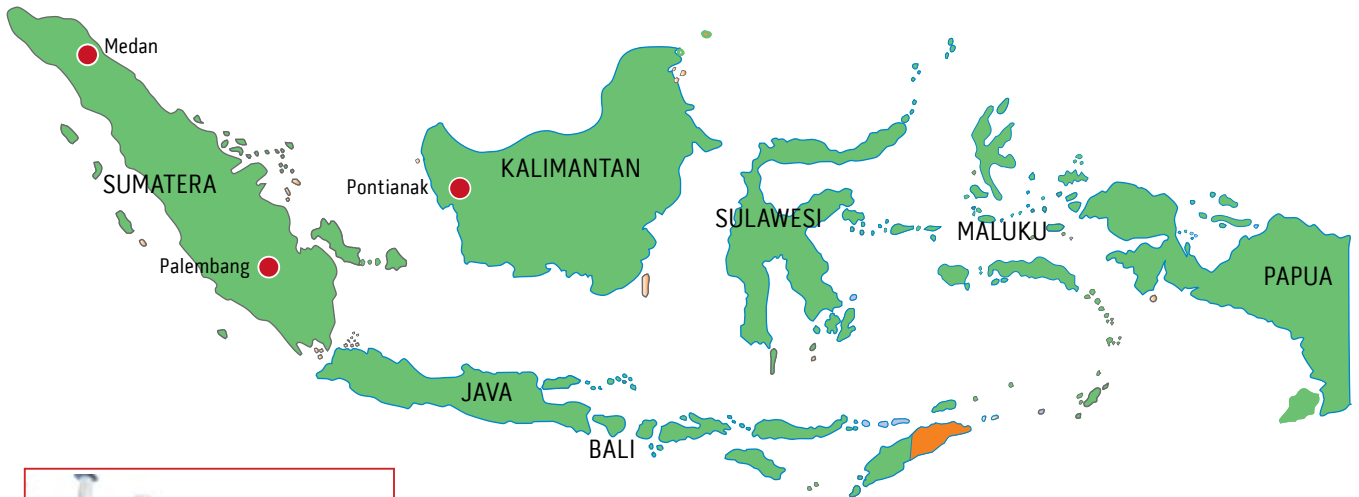 Medan
KALIMANTAN
SUMATERA
Pontianak
SULAWESI
MALUKU
Palembang
PAPUA
JAVA
BALI